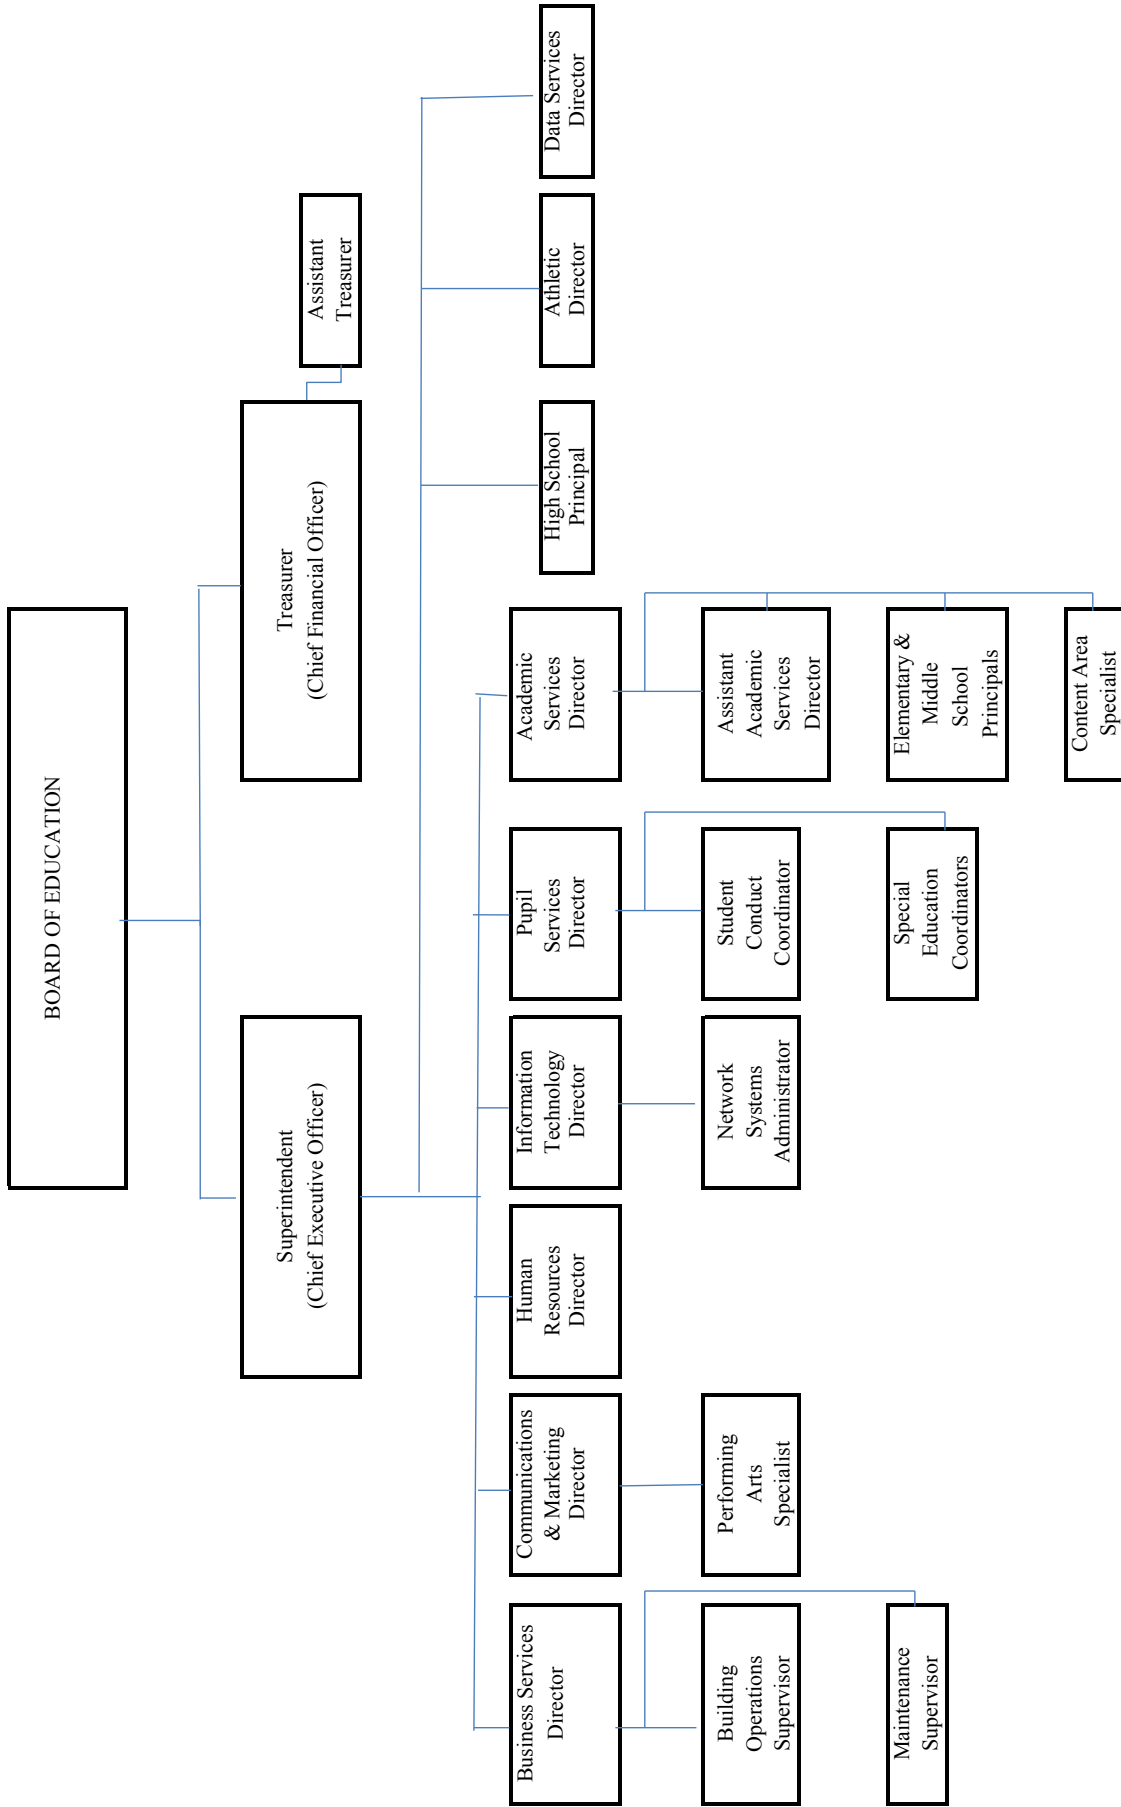 BOARD OF EDUCATION
Superintendent
(Chief Executive Officer)
Treasurer
(Chief Financial Officer)
Assistant
Treasurer
Business Services
Director
Communications
& Marketing
Director
Human
Resources
Director
Information
Technology
Director
Pupil
Services
Director
Academic
Services
Director
High School
Principal
Athletic
Director
Data Services
Director
Building
Operations
Supervisor
Performing
Arts
Specialist
Network
Systems
Administrator
Student
Conduct
Coordinator
Assistant
Academic
Services
Director
Maintenance
Supervisor
Special
Education
Coordinators
Elementary &
Middle
School
Principals
Content Area
Specialist